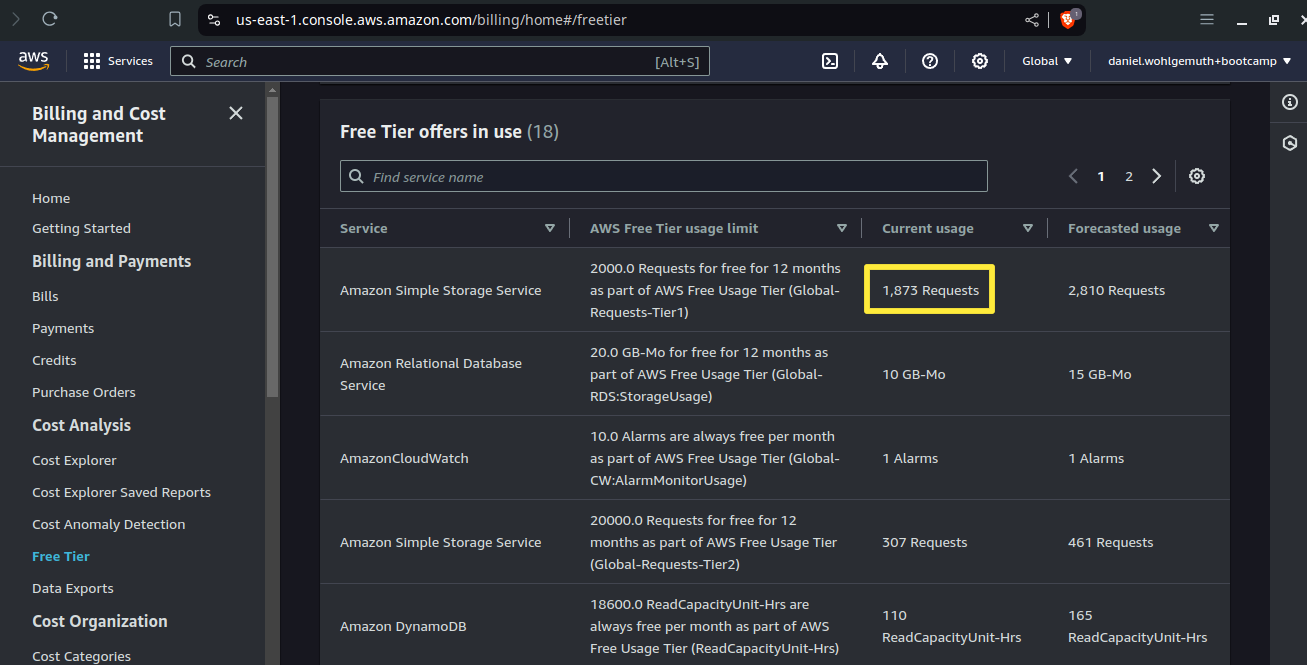 us-east-1.console.aws.amazon.com/billing/home#/freetier
1
aws
Services
Search
[Alt+S]
Global
daniel.wohlgemuth+bootcamp
Billing and Cost
Management
Home
Getting Started
Billing and Payments
Bills
Payments
Credits
Purchase Orders
Cost Analysis
Cost Explorer
Cost Explorer Saved Reports
Cost Anomaly Detection
Free Tier
Data Exports
Cost Organization
Cost Categories
Free Tier offers in use (18)
Find service name
1 2
Service
AWS Free Tier usage limit
Current usage
Forecasted usage
Amazon Simple Storage Service
2000.0 Requests for free for 12 months
as part of AWS Free Usage Tier (Global-
Requests-Tier1)
1,873 Requests
2,810 Requests
Amazon Relational Database
Service
20.0 GB-Mo for free for 12 months as
part of AWS Free Usage Tier (Global-
RDS:StorageUsage)
10 GB-Mo
15 GB-Mo
AmazonCloudWatch
10.0 Alarms are always free per month
as part of AWS Free Usage Tier (Global-
CW:AlarmMonitorUsage)
1 Alarms
1 Alarms
Amazon Simple Storage Service
20000.0 Requests for free for 12
months as part of AWS Free Usage Tier
(Global-Requests-Tier2)
307 Requests
461 Requests
Amazon DynamoDB
18600.0 ReadCapacityUnit-Hrs are
always free per month as part of AWS
Free Usage Tier (ReadCapacityUnit-Hrs)
110
ReadCapacityUnit-Hrs
165
ReadCapacityUnit-Hrs